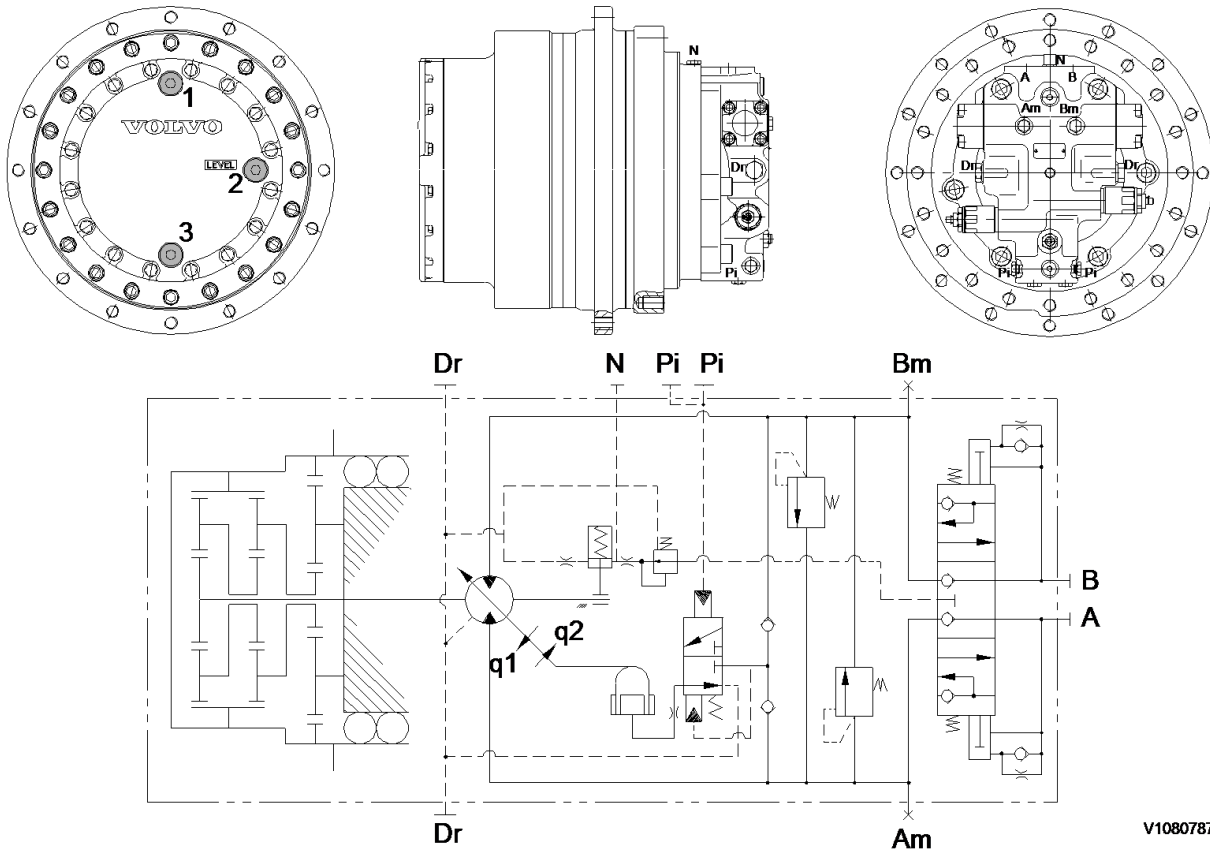 1
VOLVO
LEVEL
2
3
N
Dr
Pi
N
A B
Am Bm
Dr Dr
Pi Pi
Dr N Pi Pi Bm
q1 q2
B
A
Dr Am
V1080787